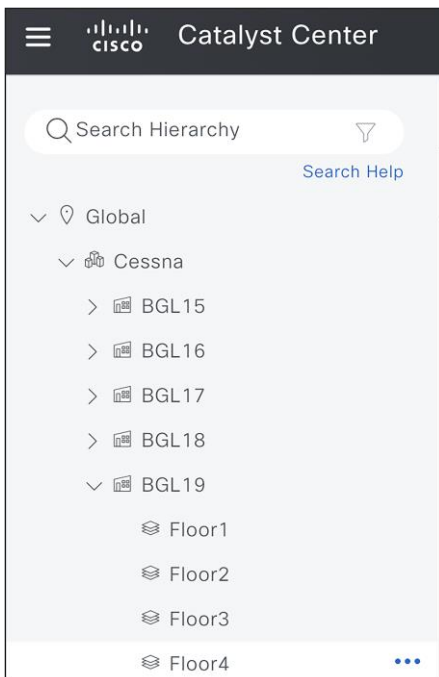 CISCO Catalyst Center
Search Hierarchy
Search Help
Global
Cessna
BGL15
BGL16
BGL17
BGL18
BGL19
Floor1
Floor2
Floor3
Floor4